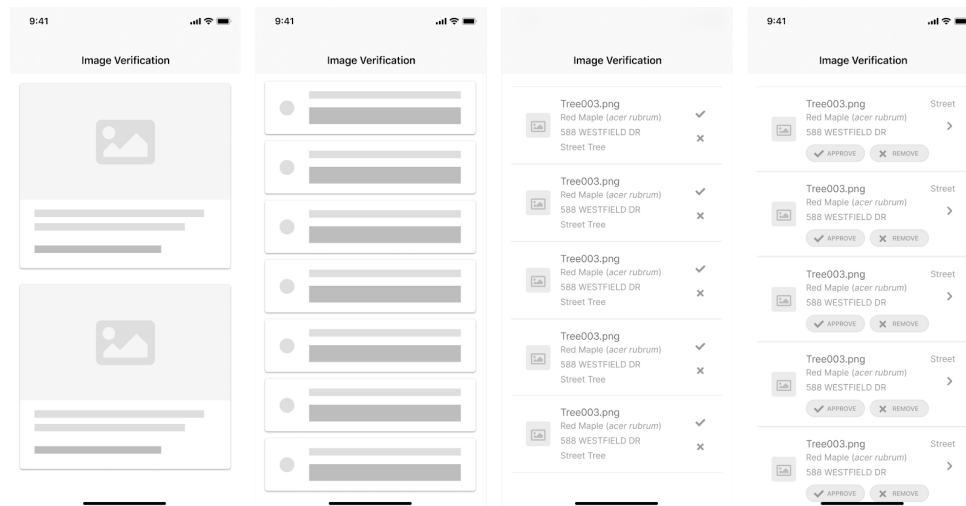 9:41
Image Verification
9:41
Image Verification
Image Verification
Tree003.png
Red Maple (acer rubrum)
588 WESTFIELD DR
Street Tree
Tree003.png
Red Maple (acer rubrum)
588 WESTFIELD DR
Street Tree
Tree003.png
Red Maple (acer rubrum)
588 WESTFIELD DR
Street Tree
Tree003.png
Red Maple (acer rubrum)
588 WESTFIELD DR
Street Tree
Tree003.png
Red Maple (acer rubrum)
588 WESTFIELD DR
Street Tree
9:41
Image Verification
Tree003.png Street
Red Maple (acer rubrum)
588 WESTFIELD DR
APPROVE REMOVE
Tree003.png Street
Red Maple (acer rubrum)
588 WESTFIELD DR
APPROVE REMOVE
Tree003.png Street
Red Maple (acer rubrum)
588 WESTFIELD DR
APPROVE REMOVE
Tree003.png Street
Red Maple (acer rubrum)
588 WESTFIELD DR
APPROVE REMOVE
Tree003.png Street
Red Maple (acer rubrum)
588 WESTFIELD DR
APPROVE REMOVE